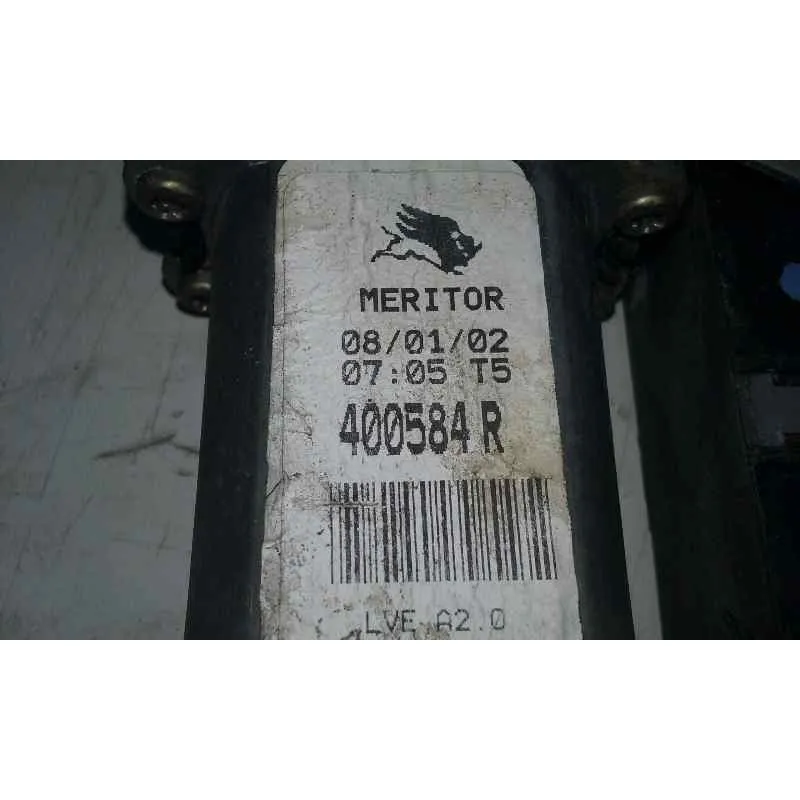 MERITOR
08/01/02
07:05 T5
400584 R
LVE A2.0